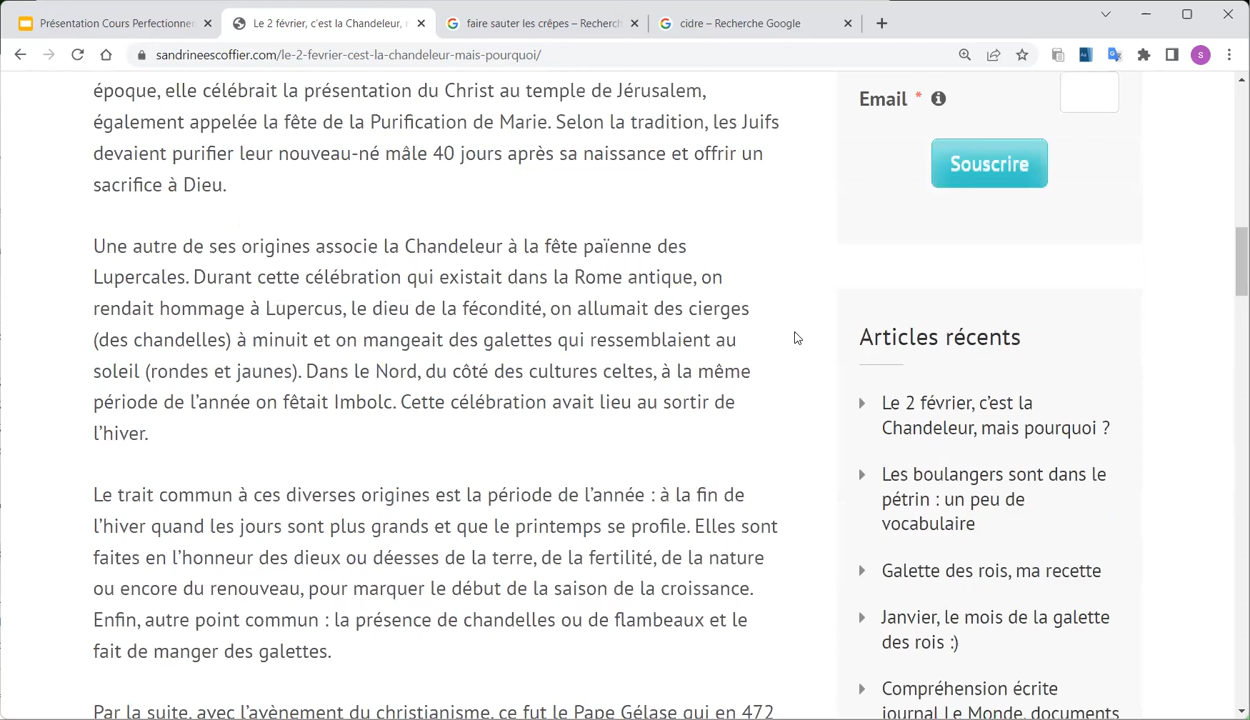 Présentation Cours Perfectionner
Le 2 février, c'est la Chandeleur,
faire sauter les crêpes – Recherch
cidre – Recherche Google
sandrineescoffier.com/le-2-fevrier-cest-la-chandeleur-mais-pourquoi/
S
époque, elle célébrait la présentation du Christ au temple de Jérusalem,
également appelée la fête de la Purification de Marie. Selon la tradition, les Juifs
devaient purifier leur nouveau-né mâle 40 jours après sa naissance et offrir un
sacrifice à Dieu.
Une autre de ses origines associe la Chandeleur à la fête païenne des
Lupercales. Durant cette célébration qui existait dans la Rome antique, on
rendait hommage à Lupercus, le dieu de la fécondité, on allumait des cierges
(des chandelles) à minuit et on mangeait des galettes qui ressemblaient au
soleil (rondes et jaunes). Dans le Nord, du côté des cultures celtes, à la même
période de l'année on fêtait Imbolc. Cette célébration avait lieu au sortir de
l'hiver.
Le trait commun à ces diverses origines est la période de l'année : à la fin de
l'hiver quand les jours sont plus grands et que le printemps se profile. Elles sont
faites en l'honneur des dieux ou déesses de la terre, de la fertilité, de la nature
ou encore du renouveau, pour marquer le début de la saison de la croissance.
Enfin, autre point commun : la présence de chandelles ou de flambeaux et le
fait de manger des galettes.
Par la suite, avec l'avènement du christianisme, ce fut le Pape Gélase qui en 472
Email *
Souscrire
Articles récents
Le 2 février, c'est la
Chandeleur, mais pourquoi ?
Les boulangers sont dans le
pétrin : un peu de
vocabulaire
Galette des rois, ma recette
Janvier, le mois de la galette
des rois :)
Compréhension écrite
journal Le Monde, documents